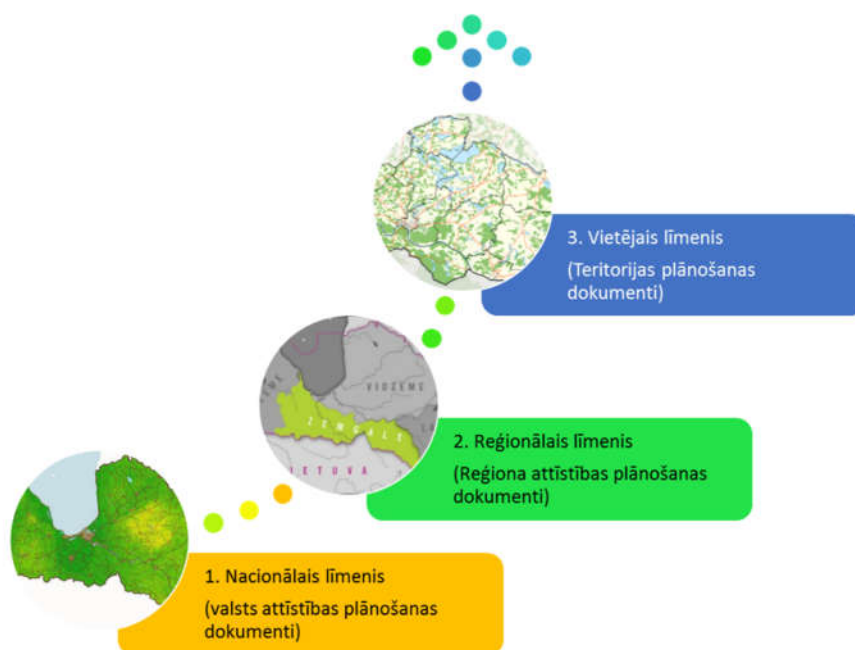 3. Vietējais līmenis
(Teritorijas plānošanas
dokumenti)
VIDZEME
ZEMGALE
LIETUVA
2. Reģionālais līmenis
(Reģiona attīstības plānošanas
dokumenti)
1. Nacionālais līmenis
(valsts attīstības plānošanas
dokumenti)